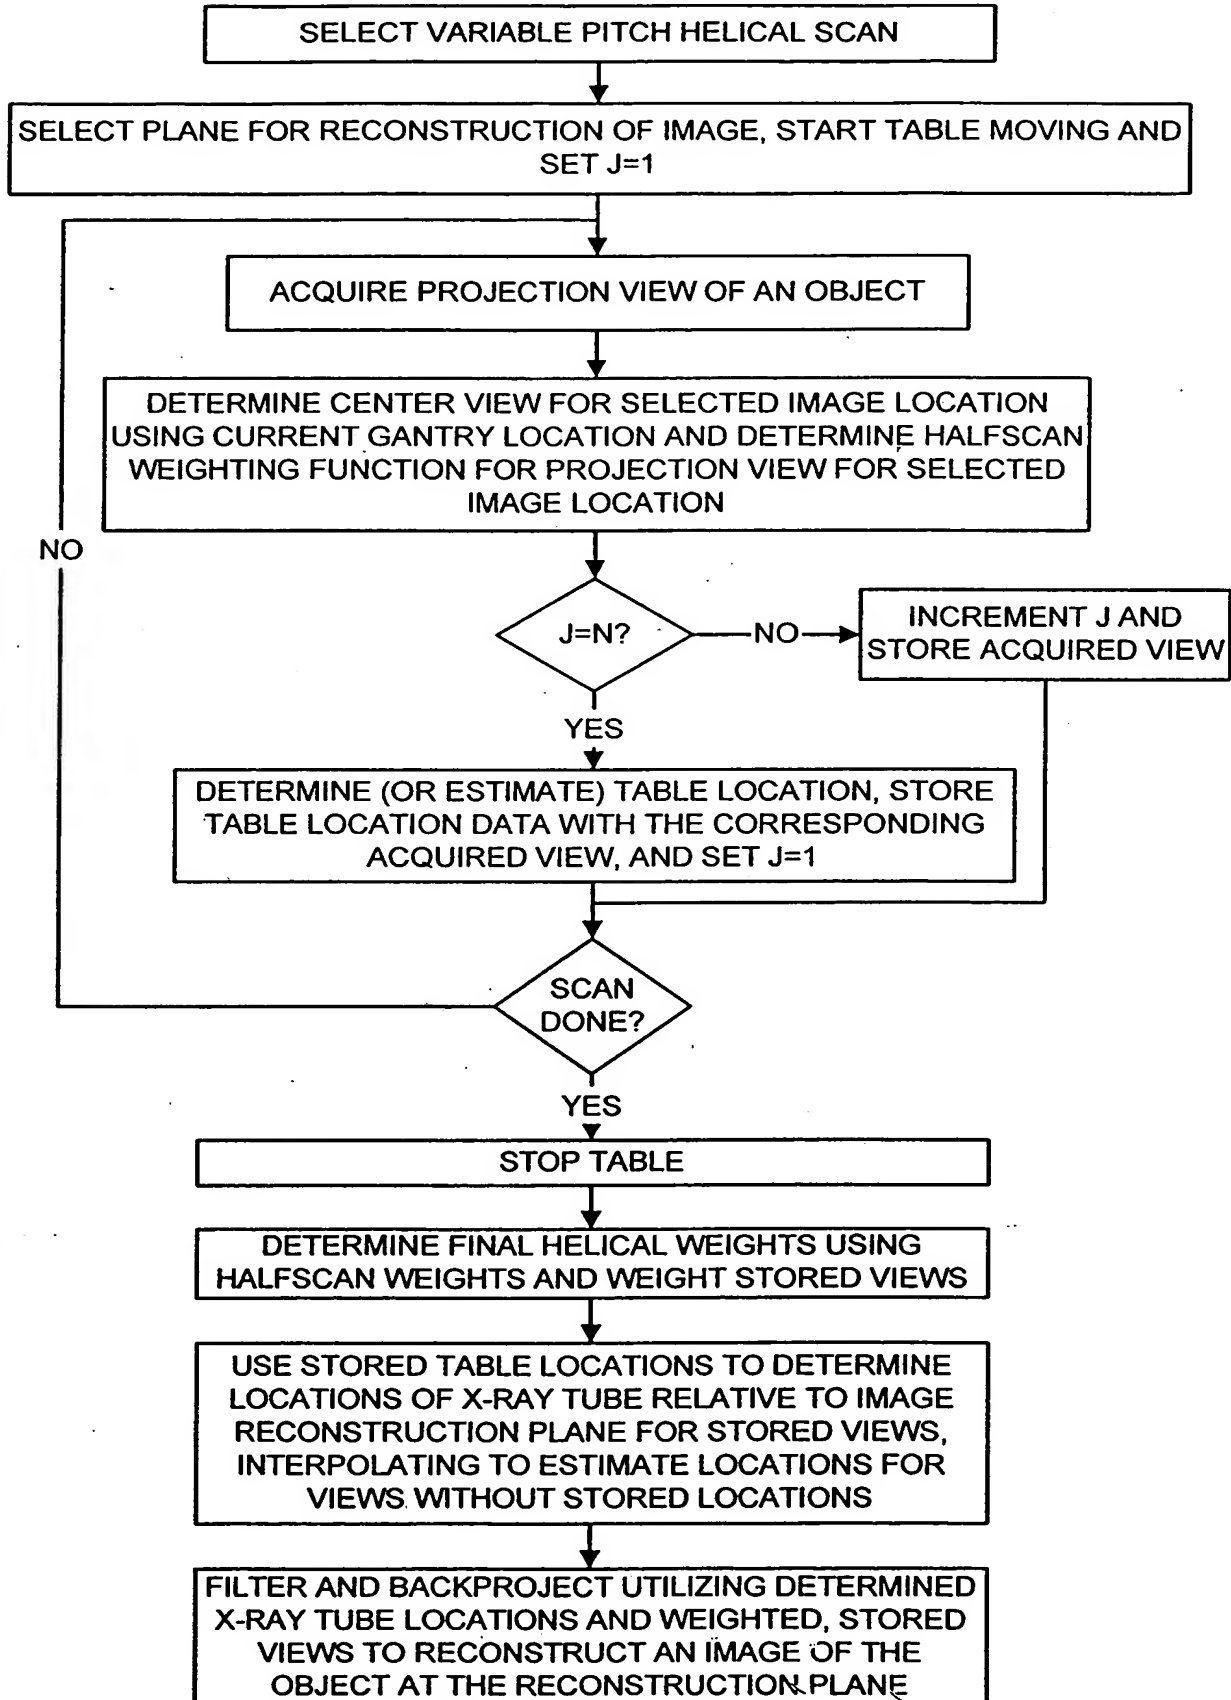 SELECT VARIABLE PITCH HELICAL SCAN
SELECT PLANE FOR RECONSTRUCTION OF IMAGE, START TABLE MOVING AND
SET J=1
ACQUIRE PROJECTION VIEW OF AN OBJECT
DETERMINE CENTER VIEW FOR SELECTED IMAGE LOCATION
USING CURRENT GANTRY LOCATION AND DETERMINE HALFSCAN
WEIGHTING FUNCTION FOR PROJECTION VIEW FOR SELECTED
IMAGE LOCATION
NO
J=N?
NO
INCREMENT J AND
STORE ACQUIRED VIEW
YES
DETERMINE (OR ESTIMATE) TABLE LOCATION, STORE
TABLE LOCATION DATA WITH THE CORRESPONDING
ACQUIRED VIEW, AND SET J=1
SCAN
DONE?
YES
STOP TABLE
DETERMINE FINAL HELICAL WEIGHTS USING
HALFSCAN WEIGHTS AND WEIGHT STORED VIEWS
USE STORED TABLE LOCATIONS TO DETERMINE
LOCATIONS OF X-RAY TUBE RELATIVE TO IMAGE
RECONSTRUCTION PLANE FOR STORED VIEWS,
INTERPOLATING TO ESTIMATE LOCATIONS FOR
VIEWS WITHOUT STORED LOCATIONS
FILTER AND BACKPROJECT UTILIZING DETERMINED
X-RAY TUBE LOCATIONS AND WEIGHTED, STORED
VIEWS TO RECONSTRUCT AN IMAGE OF THE
OBJECT AT THE RECONSTRUCTION PLANE